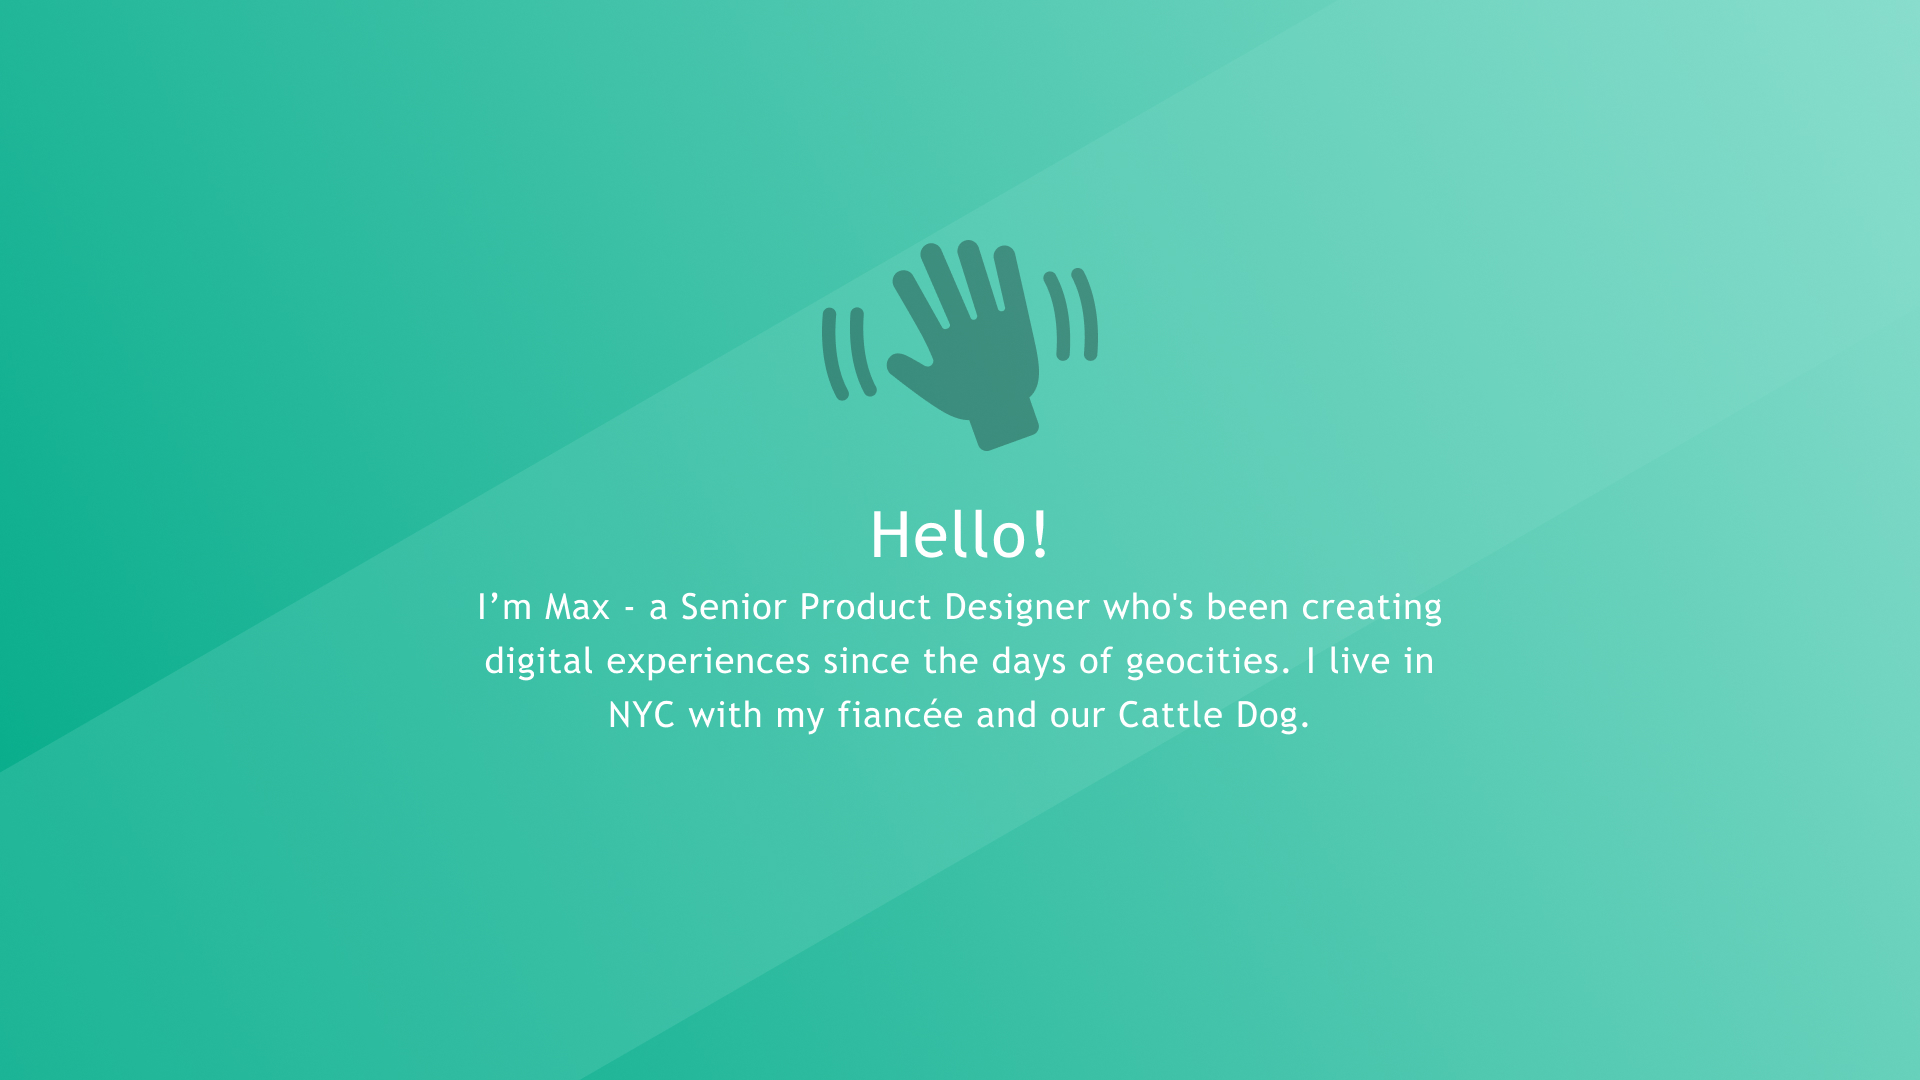 Hello!
I’m Max - a Senior Product Designer who's been creating
digital experiences since the days of geocities. I live in
NYC with my fiancée and our Cattle Dog.